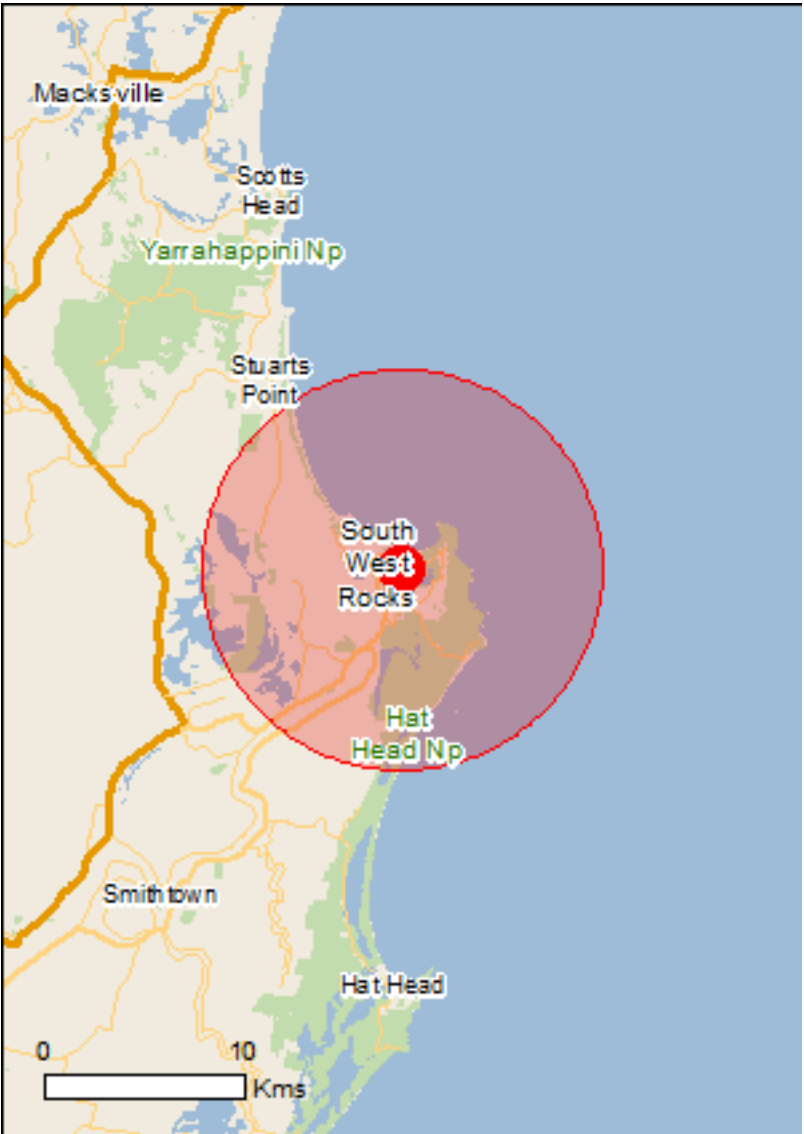 Macksville
Scotts
Head
Yarrahappini Np
Stuarts
Point
South
West
Rocks
Hat
Head Np
Smithtown
Hat Head
0 10
Kms